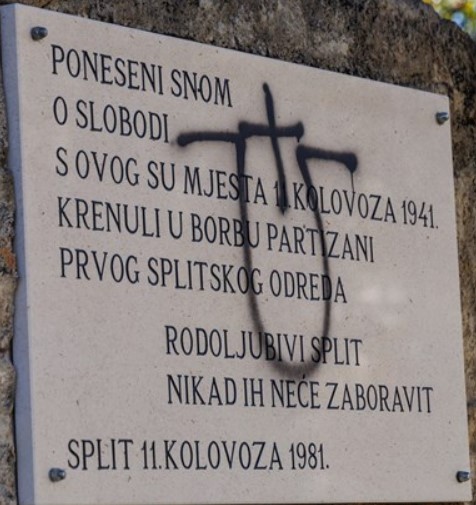 PONESENI SNOM
O SLOBODI
S OVOG SU MJESTA 11.KOLOVOZA 1941.
KRENULI U BORBU PARTIZANI
PRVOG SPLITSKOG ODREDA
RODOLJUBIVI SPLIT
NIKAD IH NEĆE ZABORAVIT
SPLIT 11.KOLOVOZA 1981.